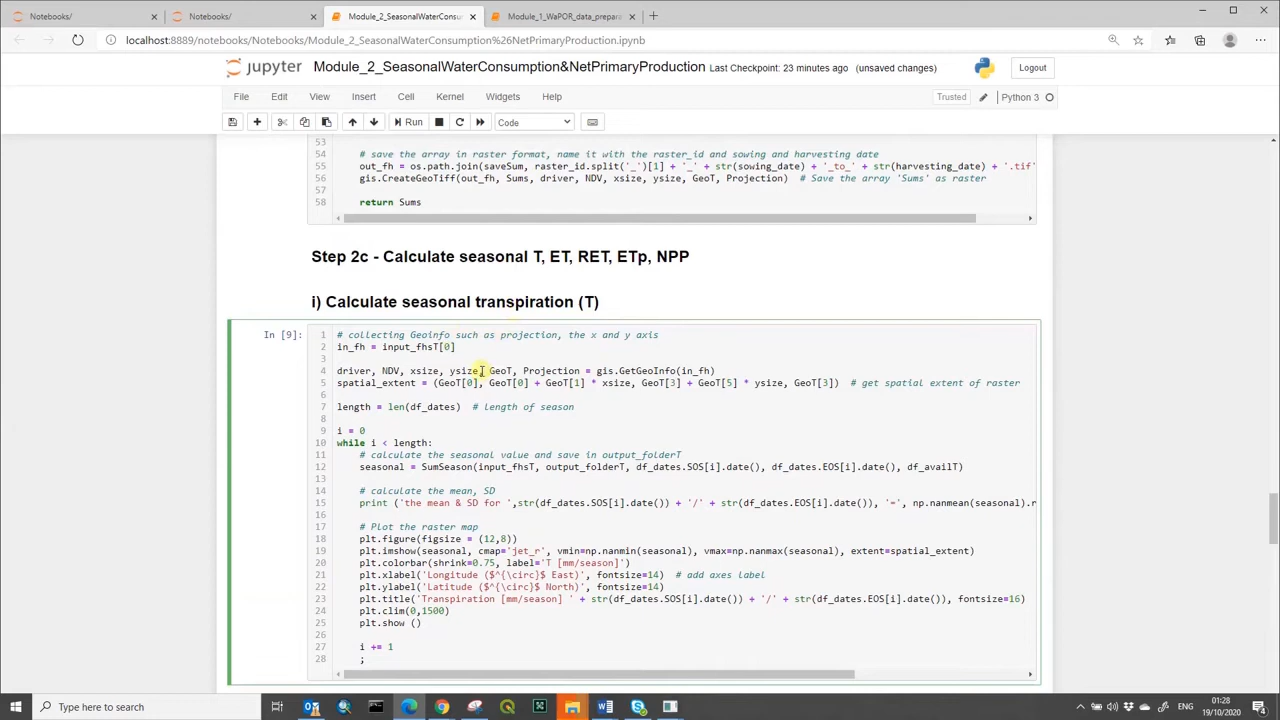 Notebooks/
Notebooks/
Module_2_SeasonalWaterConsum
Module_1_WaPOR_data_prepara
localhost:8889/notebooks/Notebooks/Module_2_SeasonalWaterConsumption%26NetPrimaryProduction.ipynb
jupyter Module_2_SeasonalWaterConsumption&NetPrimaryProduction Last Checkpoint: 23 minutes ago (unsaved changes) Logout
File Edit View Insert Cell Kernel Widgets Help Trusted Python 3
Run Code
53
54 # save the array in raster format, name it with the raster_id and sowing and harvesting date
55 out_fh = os.path.join(saveSum, raster_id.split('_')[1] + '_' + str(sowing_date) + '_to_' + str(harvesting_date) + '.tif'
56 gis.CreateGeoTiff(out_fh, Sums, driver, NDV, xsize, ysize, GeoT, Projection) # Save the array 'Sums' as raster
57
58 return Sums
Step 2c - Calculate seasonal T, ET, RET, ETp, NPP
i) Calculate seasonal transpiration (T)
In [9]:
1 # collecting Geoinfo such as projection, the x and y axis
2 in_fh = input_fhsT[0]
3
4 driver, NDV, xsize, ysize, GeoT, Projection = gis.GetGeoInfo(in_fh)
5 spatial_extent = (GeoT[0], GeoT[0] + GeoT[1] * xsize, GeoT[3] + GeoT[5] * ysize, GeoT[3]) # get spatial extent of raster
6
7 length = len(df_dates) # length of season
8
9 i = 0
10 while i < length:
11 # calculate the seasonal value and save in output_folderT
12 seasonal = SumSeason(input_fhsT, output_folderT, df_dates.SOS[i].date(), df_dates.EOS[i].date(), df_availT)
13
14 # calculate the mean, SD
15 print ('the mean & SD for ',str(df_dates.SOS[i].date()) + '/' + str(df_dates.EOS[i].date()), '=', np.nanmean(seasonal).r
16
17 # Plot the raster map
18 plt.figure(figsize = (12,8))
19 plt.imshow(seasonal, cmap='jet_r', vmin=np.nanmin(seasonal), vmax=np.nanmax(seasonal), extent=spatial_extent)
20 plt.colorbar(shrink=0.75, label='T [mm/season]')
21 plt.xlabel('Longitude ($^{\circ}$ East)', fontsize=14) # add axes label
22 plt.ylabel('Latitude ($^{\circ}$ North)', fontsize=14)
23 plt.title('Transpiration [mm/season] ' + str(df_dates.SOS[i].date()) + '/' + str(df_dates.EOS[i].date()), fontsize=16)
24 plt.clim(0,1500)
25 plt.show ()
26
27 i += 1
28 ;
Type here to search
01:28
19/10/2020